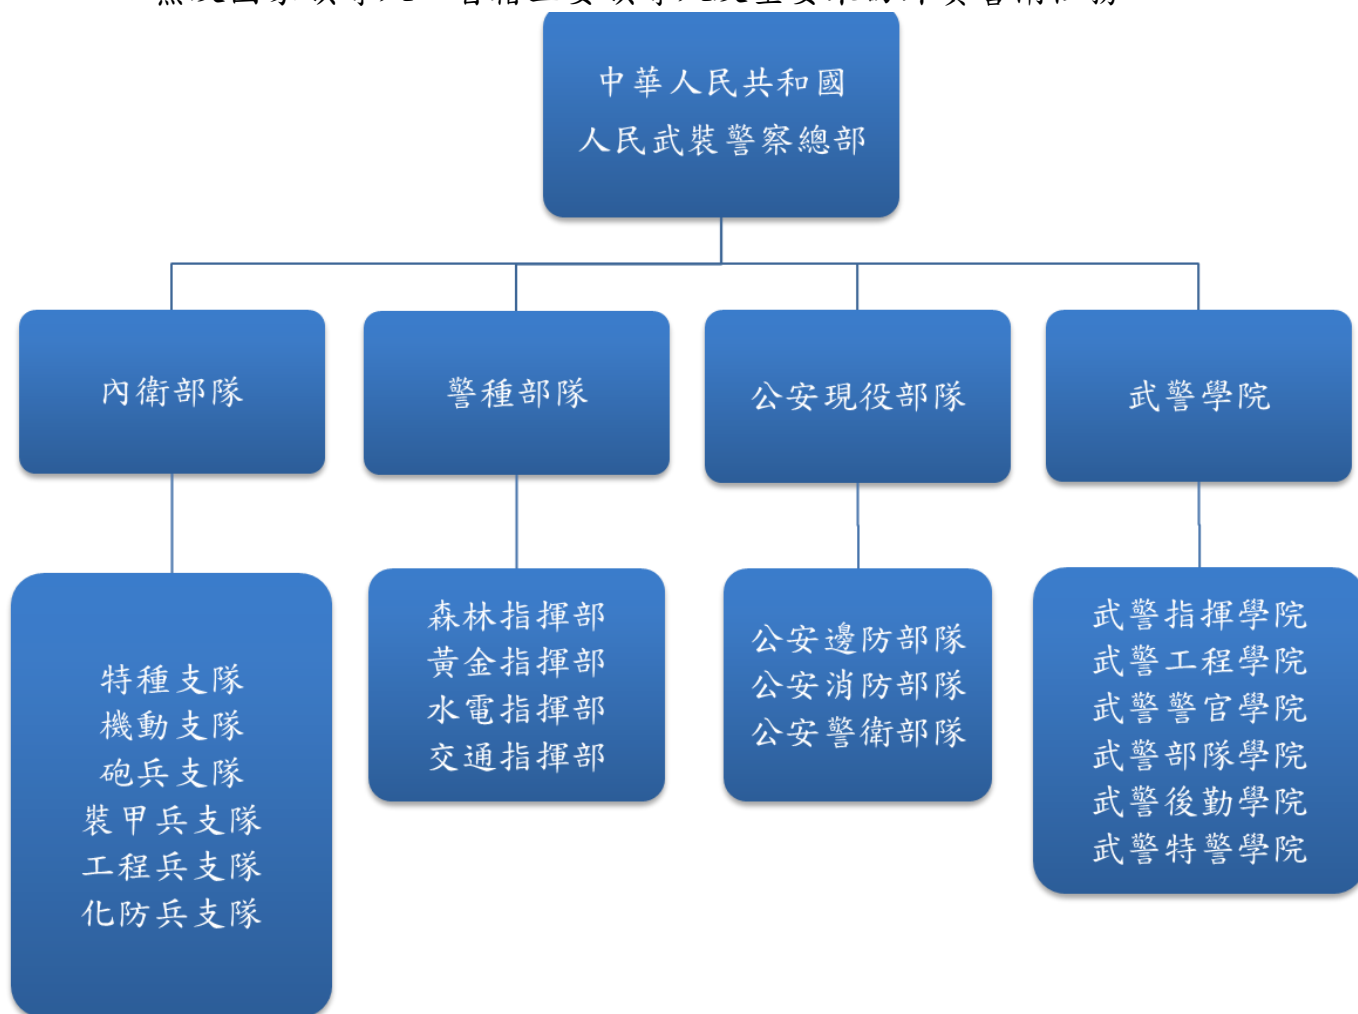 中華人民共和國
人民武裝警察總部
內衛部隊
警種部隊
公安現役部隊
武警學院
特種支隊
機動支隊
砲兵支隊
裝甲兵支隊
工程兵支隊
化防兵支隊
森林指揮部
黃金指揮部
水電指揮部
交通指揮部
公安邊防部隊
公安消防部隊
公安警衛部隊
武警指揮學院
武警工程學院
武警警官學院
武警部隊學院
武警後勤學院
武警特警學院